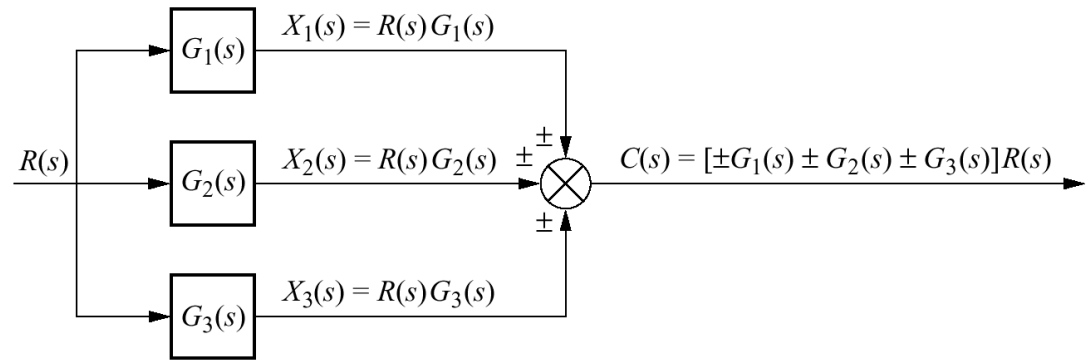 G₁(s)
X₁(s) = R(s)G₁(s)
±
±
R(s)
G₂(s)
X₂(s) = R(s)G₂(s)
C(s) = [±G₁(s) ± G₂(s) ± G₃(s)]R(s)
±
G₃(s)
X₃(s) = R(s)G₃(s)